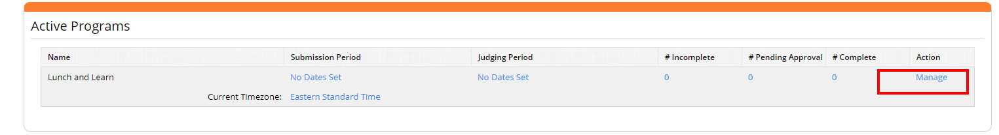 Active Programs
Name Submission Period Judging Period # Incomplete # Pending Approval # Complete Action
Lunch and Learn No Dates Set No Dates Set 0 0 0 Manage
Current Timezone: Eastern Standard Time